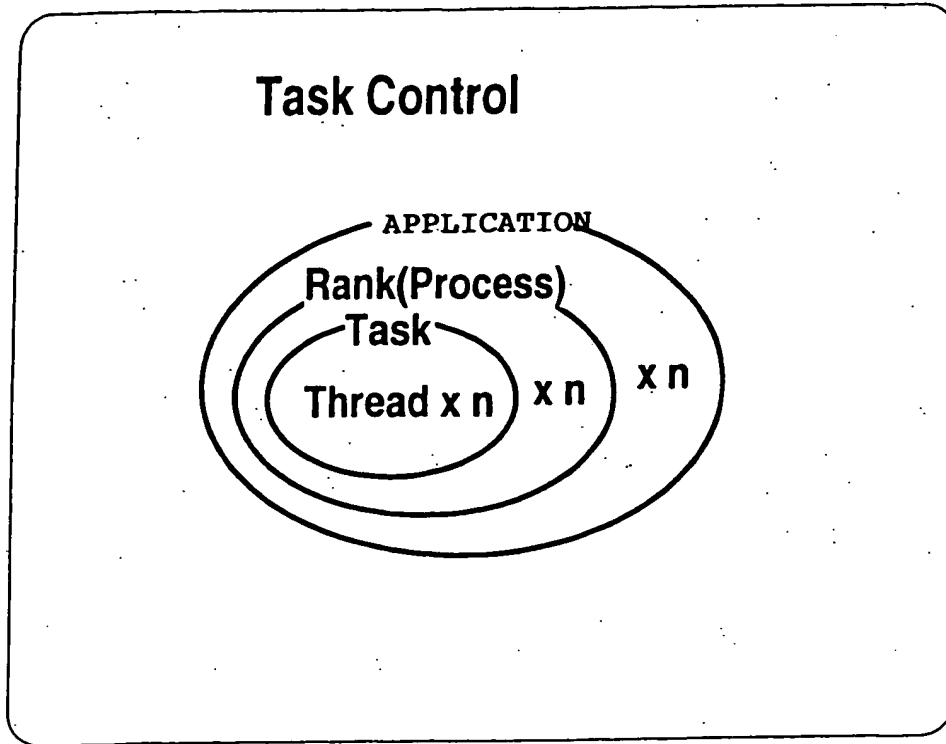 Task Control
APPLICATION
Rank(Process)
Task
Thread x n
x n
x n